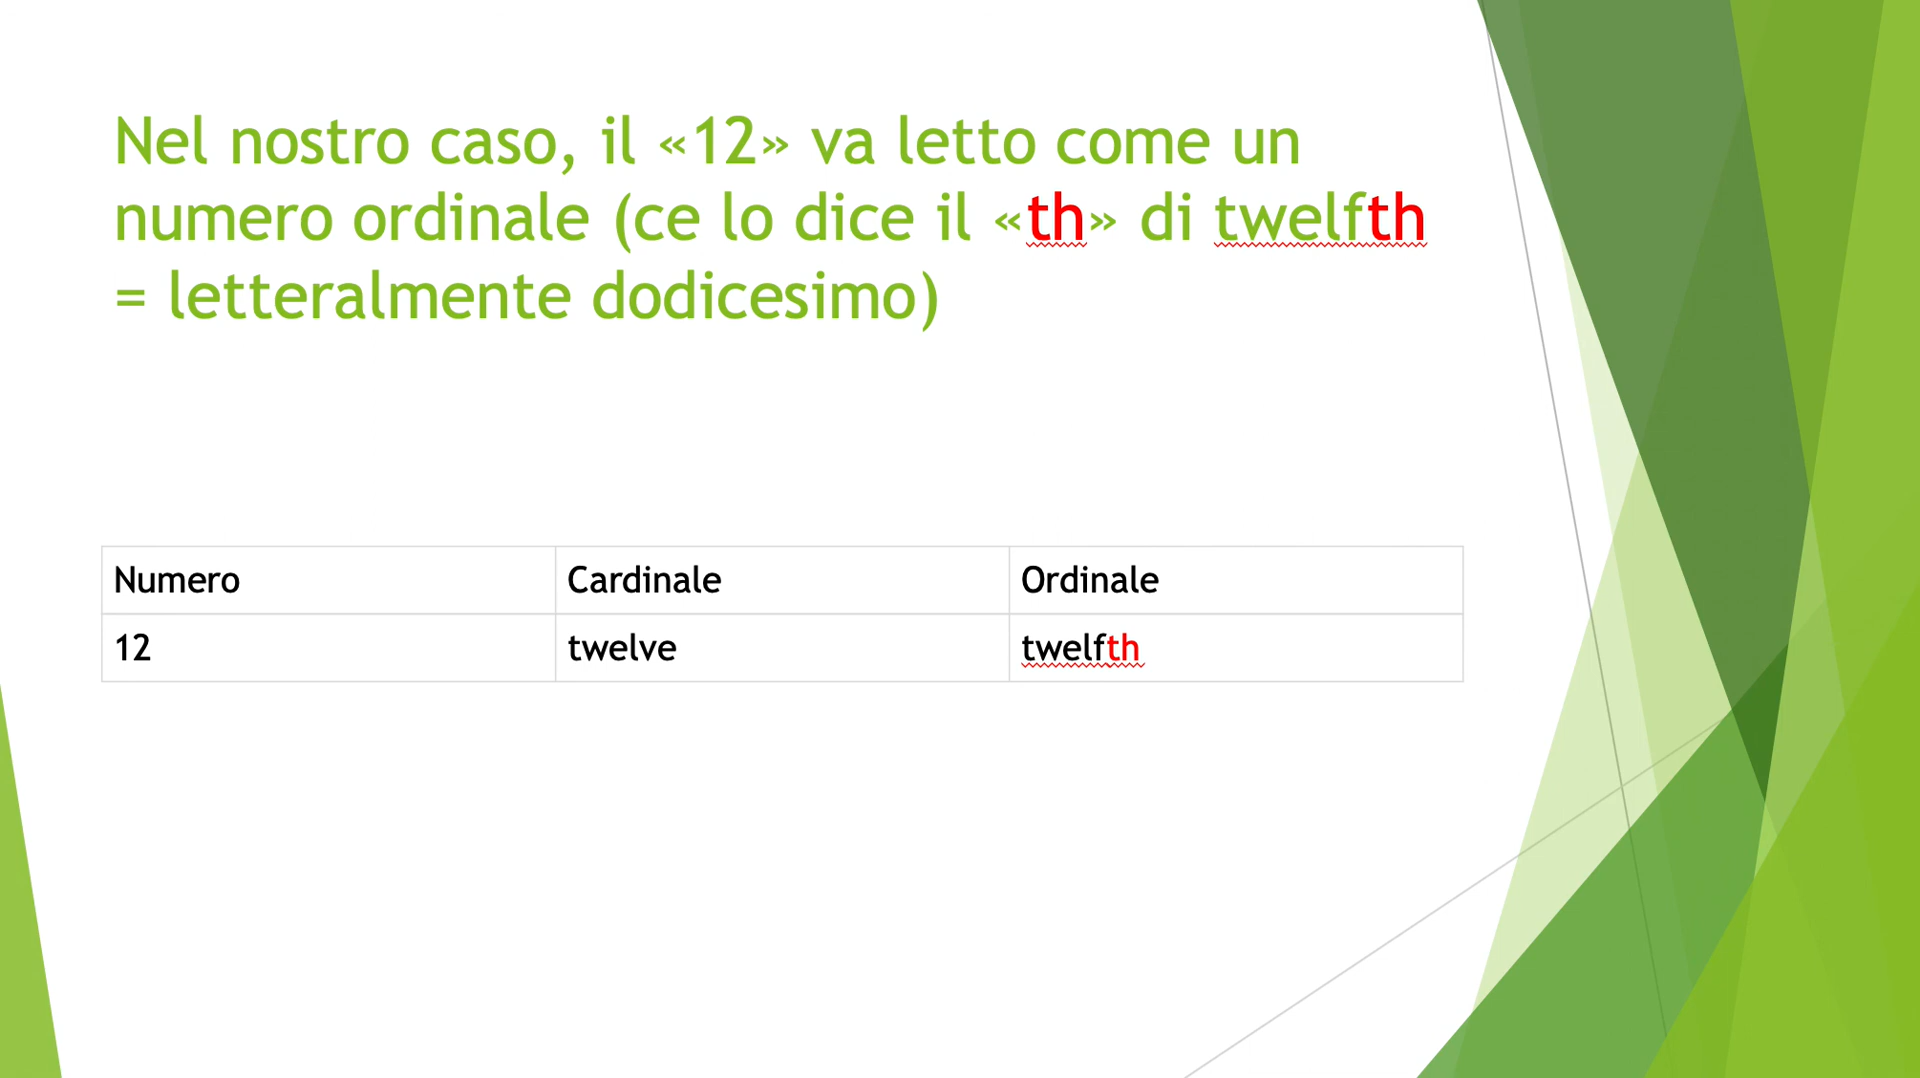 Nel nostro caso, il «12» va letto come un
numero ordinale (ce lo dice il «th» di twelfth
= letteralmente dodicesimo)
Numero Cardinale Ordinale
12 twelve twelfth